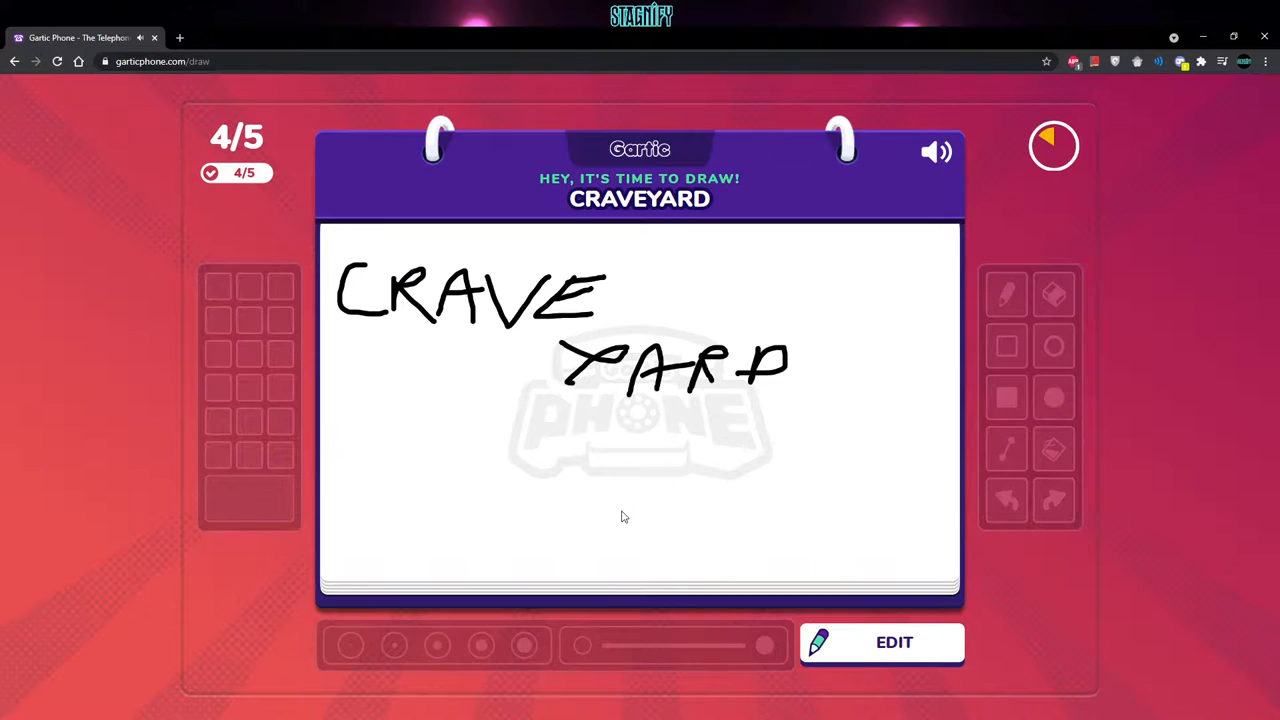 STAGNIFY
Gartic Phone - The Telephon
garticphone.com/draw
4/5
4/5
Gartic
HEY, IT'S TIME TO DRAW!
CRAVEYARD
CRAVE
YARD
PHONE
EDIT